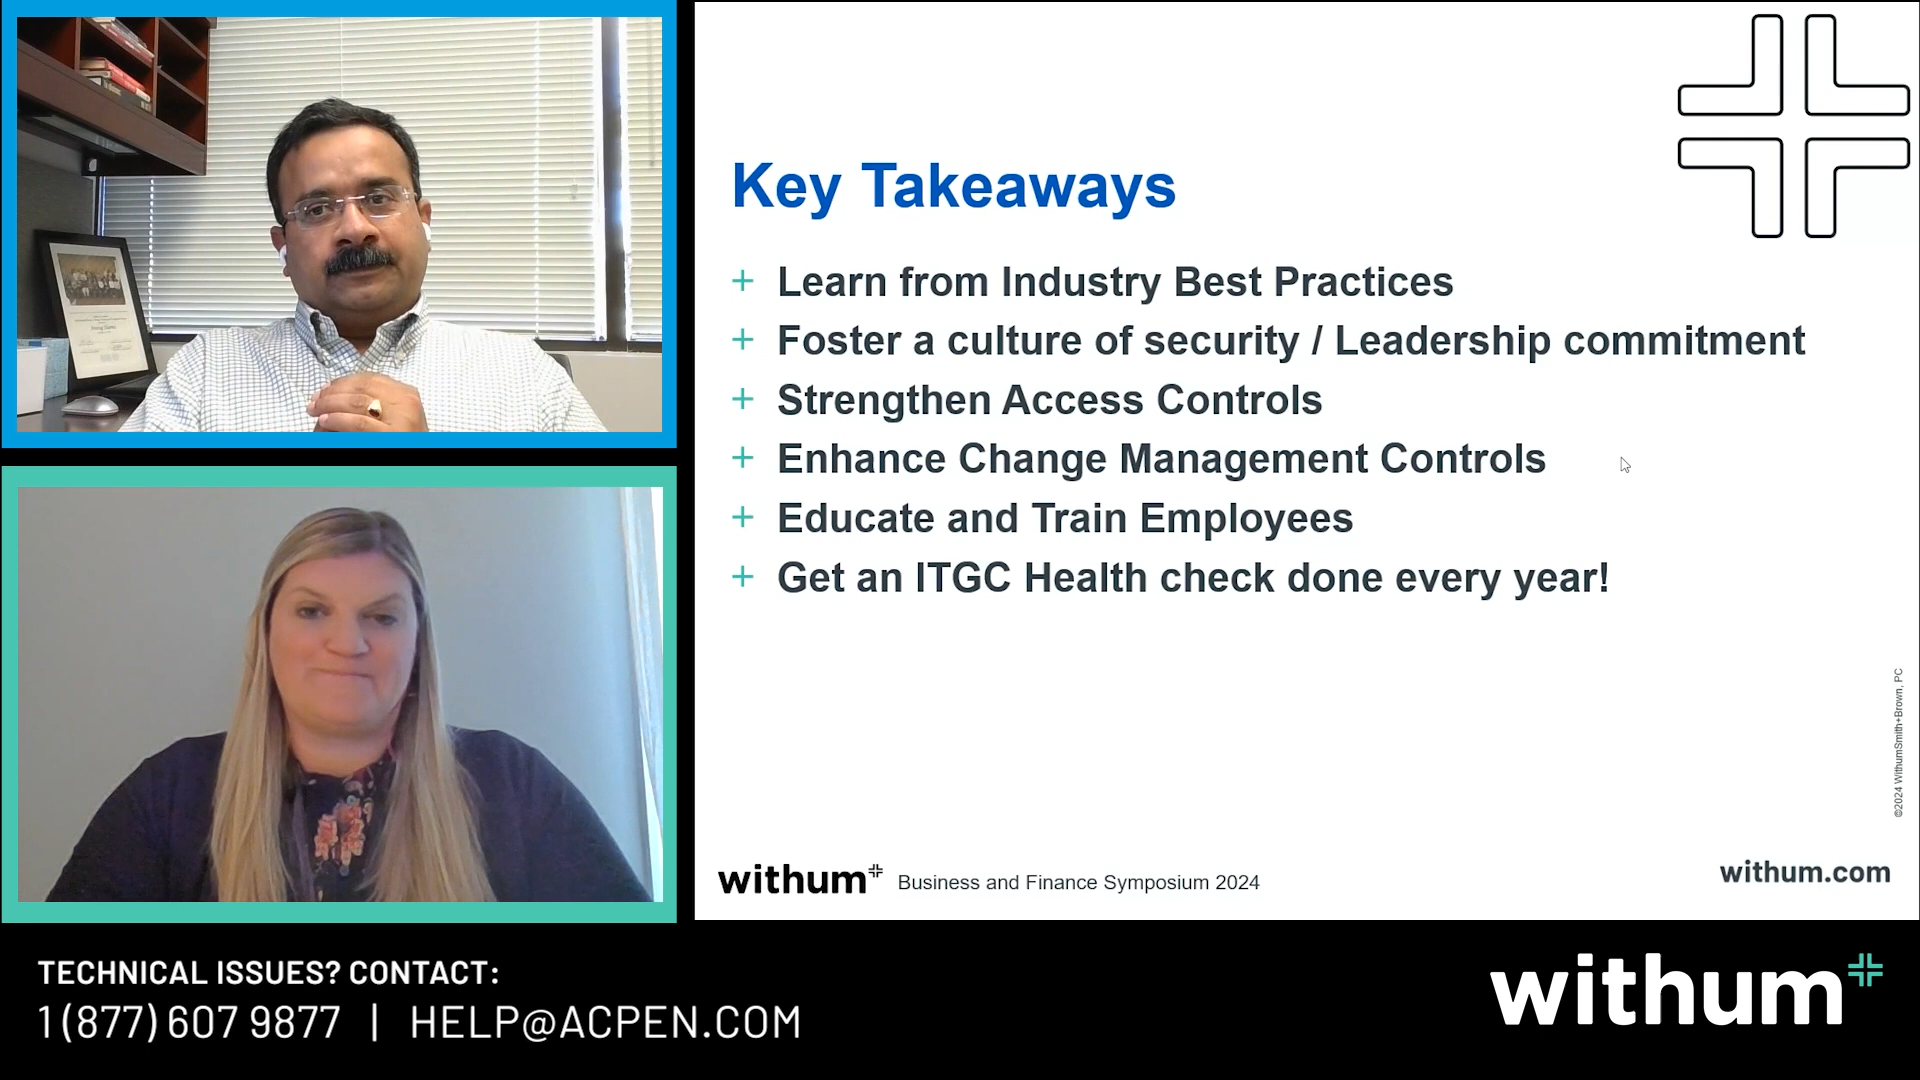 Key Takeaways
+ Learn from Industry Best Practices
+ Foster a culture of security / Leadership commitment
+ Strengthen Access Controls
+ Enhance Change Management Controls
+ Educate and Train Employees
+ Get an ITGC Health check done every year!
©2024 WithumSmith+Brown, PC
withum Business and Finance Symposium 2024
withum.com
TECHNICAL ISSUES? CONTACT:
1 (877) 607 9877 | HELP@ACPEN.COM
withum